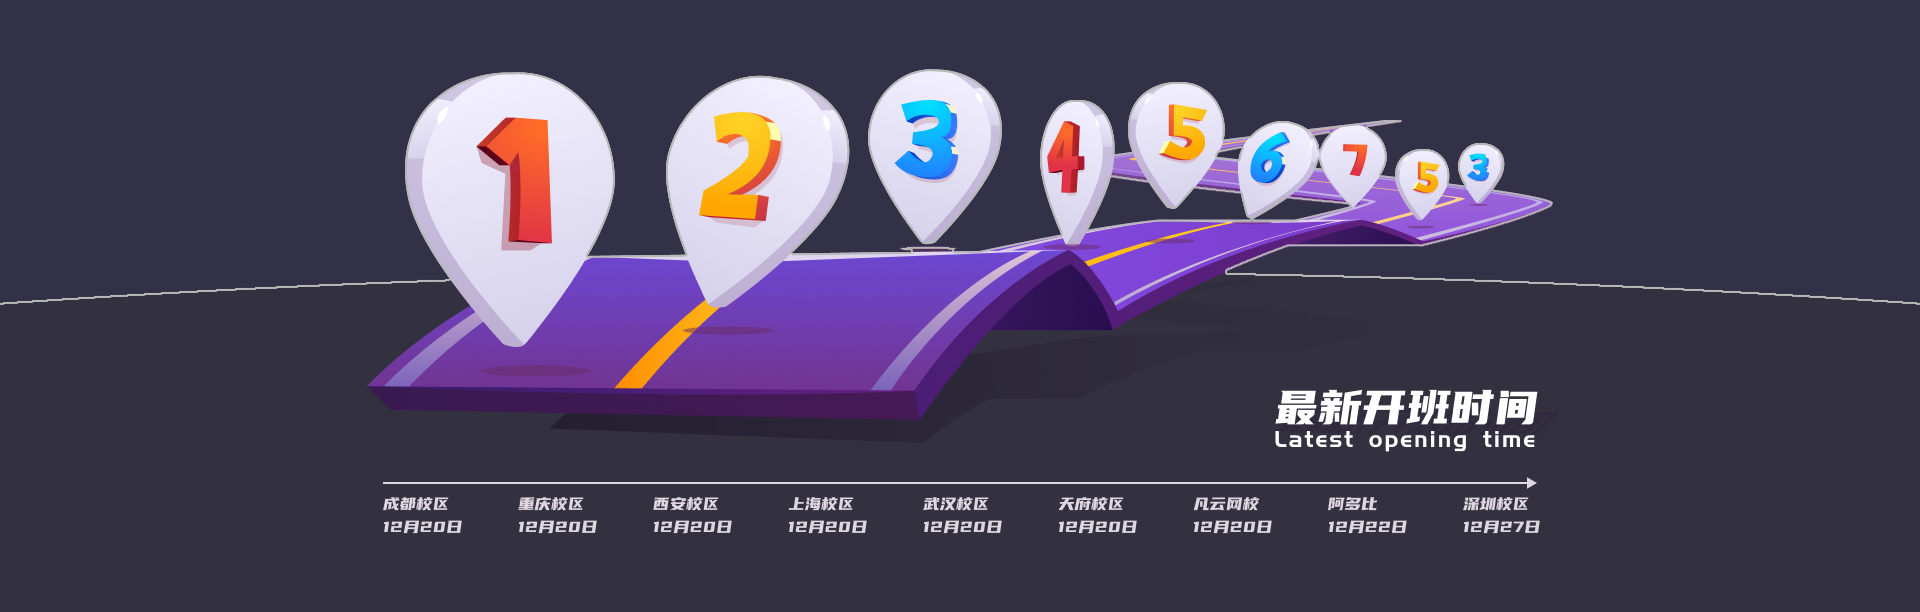 1
2
3
4
5
6
7
5
3
最新开班时间
Latest opening time
成都校区 重庆校区 西安校区 上海校区 武汉校区 天府校区 凡云网校 阿多比 深圳校区
12月20日 12月20日 12月20日 12月20日 12月20日 12月20日 12月20日 12月22日 12月27日